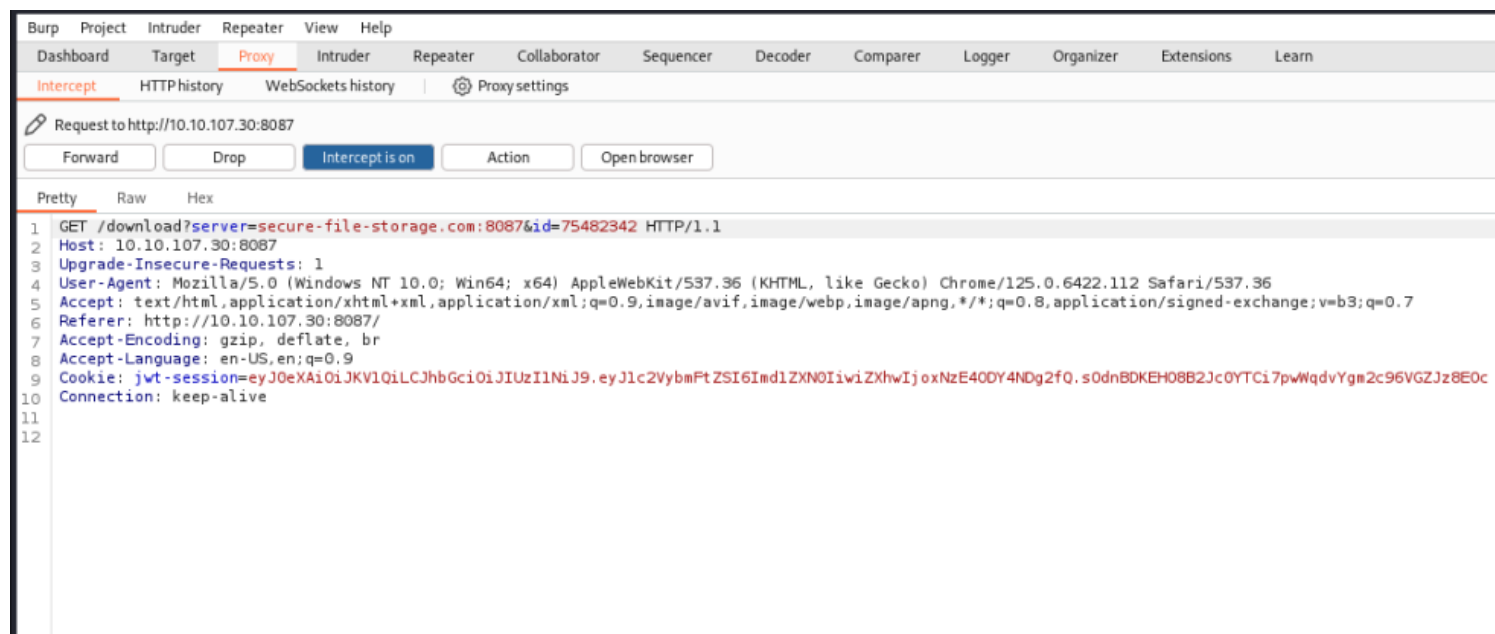 Burp Project Intruder Repeater View Help
Dashboard Target Proxy Intruder Repeater Collaborator Sequencer Decoder Comparer Logger Organizer Extensions Learn
Intercept HTTP history WebSockets history Proxy settings
Request to http://10.10.107.30:8087
Forward Drop Intercept is on Action Open browser
Pretty Raw Hex
1 GET /download?server=secure-file-storage.com:8087&id=75482342 HTTP/1.1
2 Host: 10.10.107.30:8087
3 Upgrade-Insecure-Requests: 1
4 User-Agent: Mozilla/5.0 (Windows NT 10.0; Win64; x64) AppleWebKit/537.36 (KHTML, like Gecko) Chrome/125.0.6422.112 Safari/537.36
5 Accept: text/html,application/xhtml+xml,application/xml;q=0.9,image/avif,image/webp,image/apng,*/*;q=0.8,application/signed-exchange;v=b3;q=0.7
6 Referer: http://10.10.107.30:8087/
7 Accept-Encoding: gzip, deflate, br
8 Accept-Language: en-US,en;q=0.9
9 Cookie: jwt-session=eyJ0eXAiOiJKV1QiLCJhbGciOiJIUzI1NiJ9.eyJ1c2VybmFtZSI6Imd1ZXN0IiwiZXhwIjoxNzE4ODY4NDg2fQ.sOdnBDKEH08B2Jc0YTCi7pwWqdvYgm2c96VGZJz8EOc
10 Connection: keep-alive
11
12